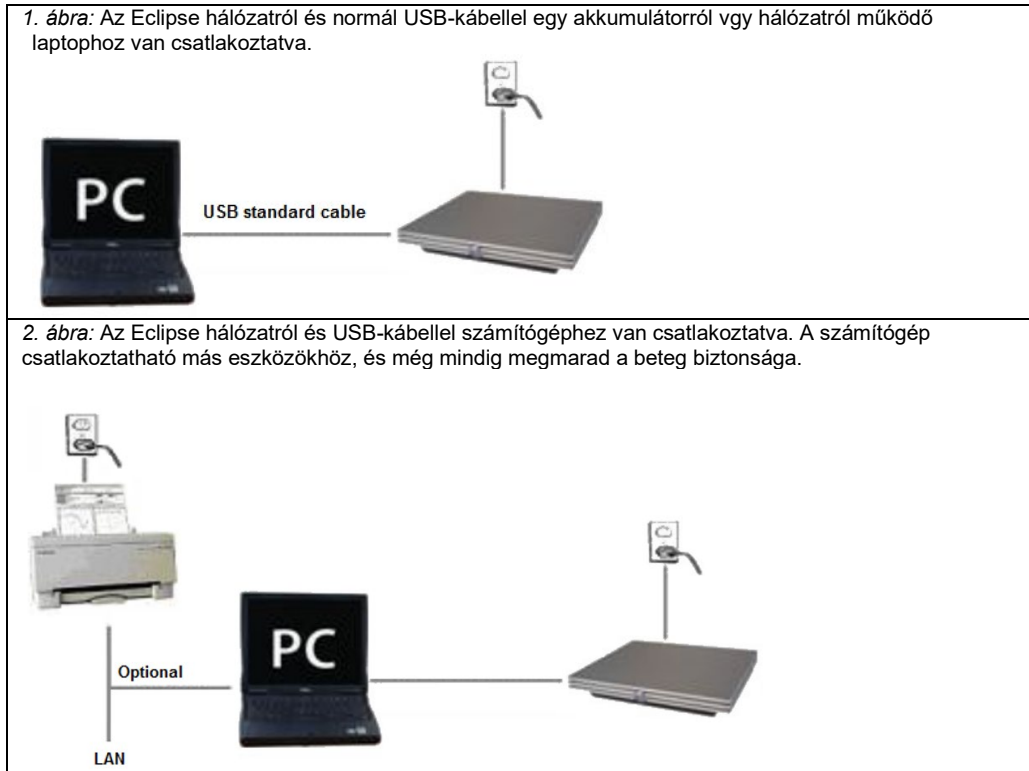 1. ábra: Az Eclipse hálózatról és normál USB-kábellel egy akkumulátorról vgy hálózatról működő
laptophoz van csatlakoztatva.
PC
USB standard cable
2. ábra: Az Eclipse hálózatról és USB-kábellel számítógéphez van csatlakoztatva. A számítógép
csatlakoztatható más eszközökhöz, és még mindig megmarad a beteg biztonsága.
Optional
PC
LAN